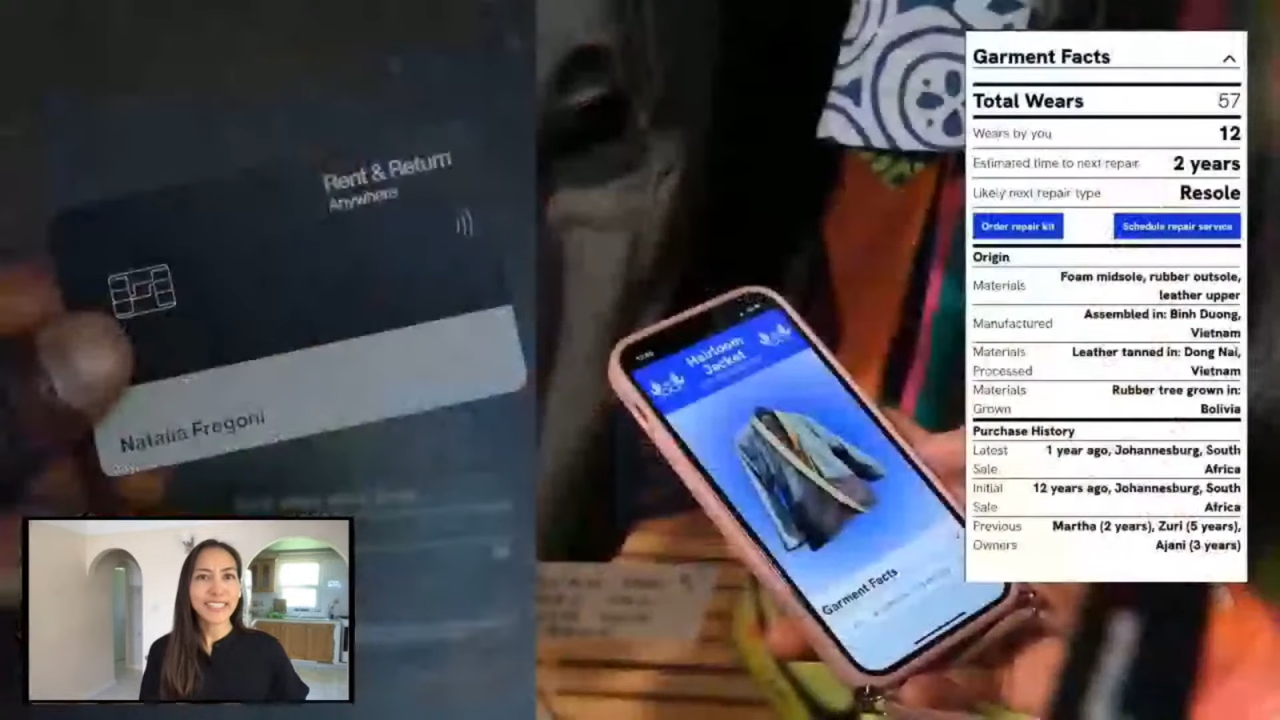 Rent & Return
Anywhere
Natalia Fregoni
Heirloom
Jacket
Garment Facts
Garment Facts
Total Wears 57
Wears by you 12
Estimated time to next repair 2 years
Likely next repair type Resole
Order repair kit Schedule repair service
Origin
Materials Foam midsole, rubber outsole,
leather upper
Manufactured Assembled in: Binh Duong,
Vietnam
Materials Leather tanned in: Dong Nai,
Processed Vietnam
Materials Rubber tree grown in:
Grown Bolivia
Purchase History
Latest 1 year ago, Johannesburg, South
Sale Africa
Initial 12 years ago, Johannesburg, South
Sale Africa
Previous Martha (2 years), Zuri (5 years),
Owners Ajani (3 years)